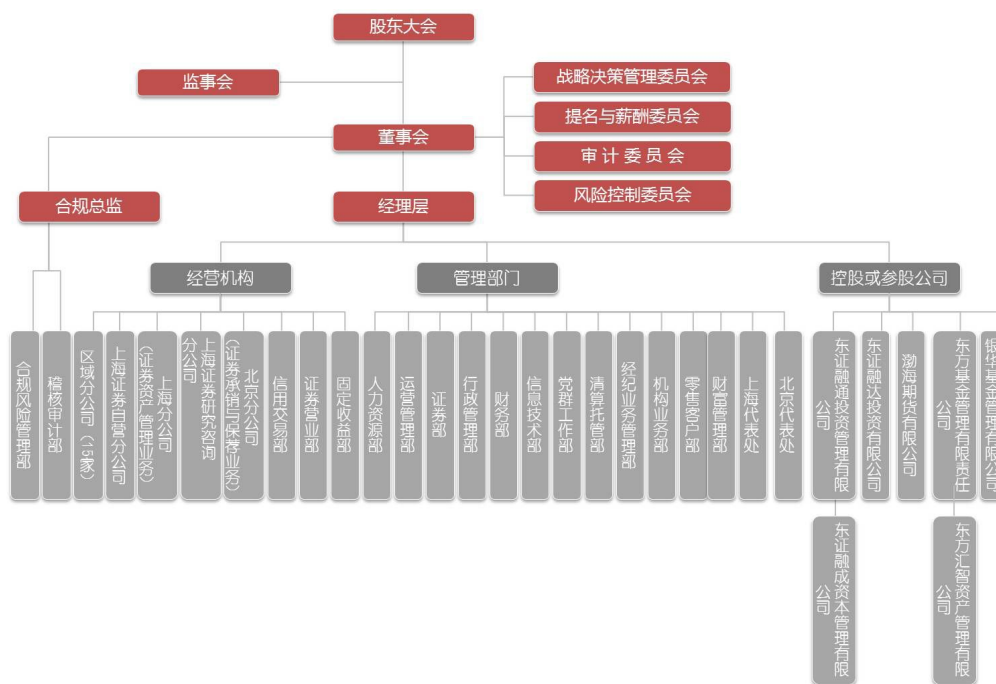 股东大会
监事会
战略决策管理委员会
提名与薪酬委员会
董事会
审 计 委 员 会
风险控制委员会
合规总监
经理层
经营机构
管理部门
控股或参股公司
合规风险管理部
稽核审计部
区域分公司（15家）
上海证券自营分公司
上海分公司
（证券资产管理业务）
上海证券研究咨询
分公司
北京分公司
（证券承销与保荐业务）
信用交易部
证券营业部
固定收益部
人力资源部
运营管理部
证券部
行政管理部
财务部
信息技术部
党群工作部
清算托管部
经纪业务管理部
机构业务部
零售客户部
财富管理部
上海代表处
北京代表处
东证融通投资管理有限
公司
东证融达投资有限公司
渤海期货有限公司
东方基金管理有限责任
公司
银华基金管理有限公司
东证融成资本管理有限
公司
东方汇智资产管理有限
公司